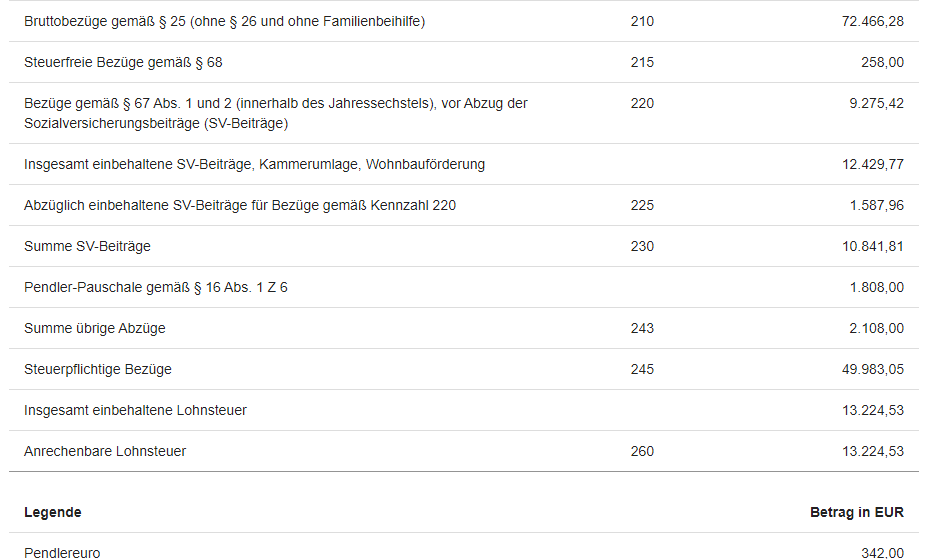 Bruttobezüge gemäß § 25 (ohne § 26 und ohne Familienbeihilfe) 210 72.466,28
Steuerfreie Bezüge gemäß § 68 215 258,00
Bezüge gemäß § 67 Abs. 1 und 2 (innerhalb des Jahressechstels), vor Abzug der 220 9.275,42
Sozialversicherungsbeiträge (SV-Beiträge)
Insgesamt einbehaltene SV-Beiträge, Kammerumlage, Wohnbauförderung 12.429,77
Abzüglich einbehaltene SV-Beiträge für Bezüge gemäß Kennzahl 220 225 1.587,96
Summe SV-Beiträge 230 10.841,81
Pendler-Pauschale gemäß § 16 Abs. 1 Z 6 1.808,00
Summe übrige Abzüge 243 2.108,00
Steuerpflichtige Bezüge 245 49.983,05
Insgesamt einbehaltene Lohnsteuer 13.224,53
Anrechenbare Lohnsteuer 260 13.224,53
Legende Betrag in EUR
Pendlereuro 342,00